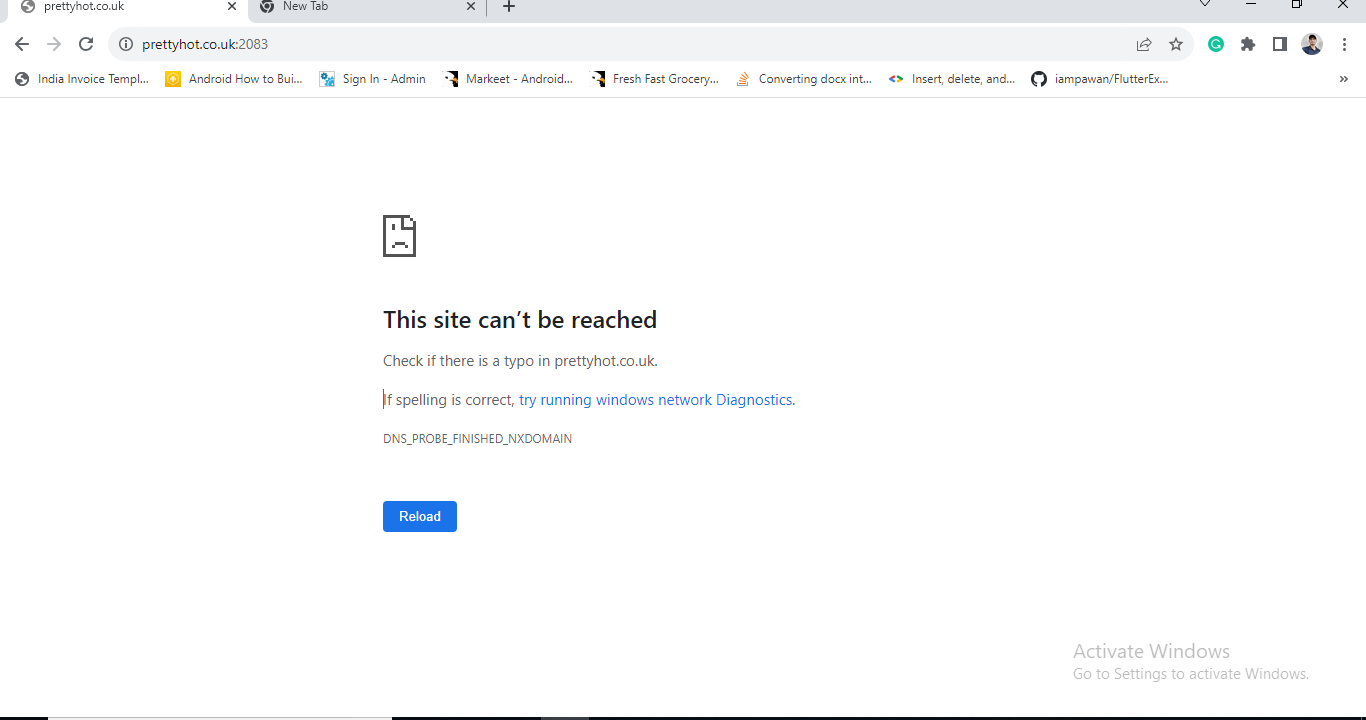 prettyhot.co.uk
New Tab
prettyhot.co.uk:2083
India Invoice Templ...
Android How to Bui...
Sign In - Admin
Markeet - Android...
Fresh Fast Grocery...
Converting docx int...
Insert, delete, and...
iampawan/FlutterEx...
This site can't be reached
Check if there is a typo in prettyhot.co.uk.
If spelling is correct, try running windows network Diagnostics.
DNS_PROBE_FINISHED_NXDOMAIN
Reload
Activate Windows
Go to Settings to activate Windows.